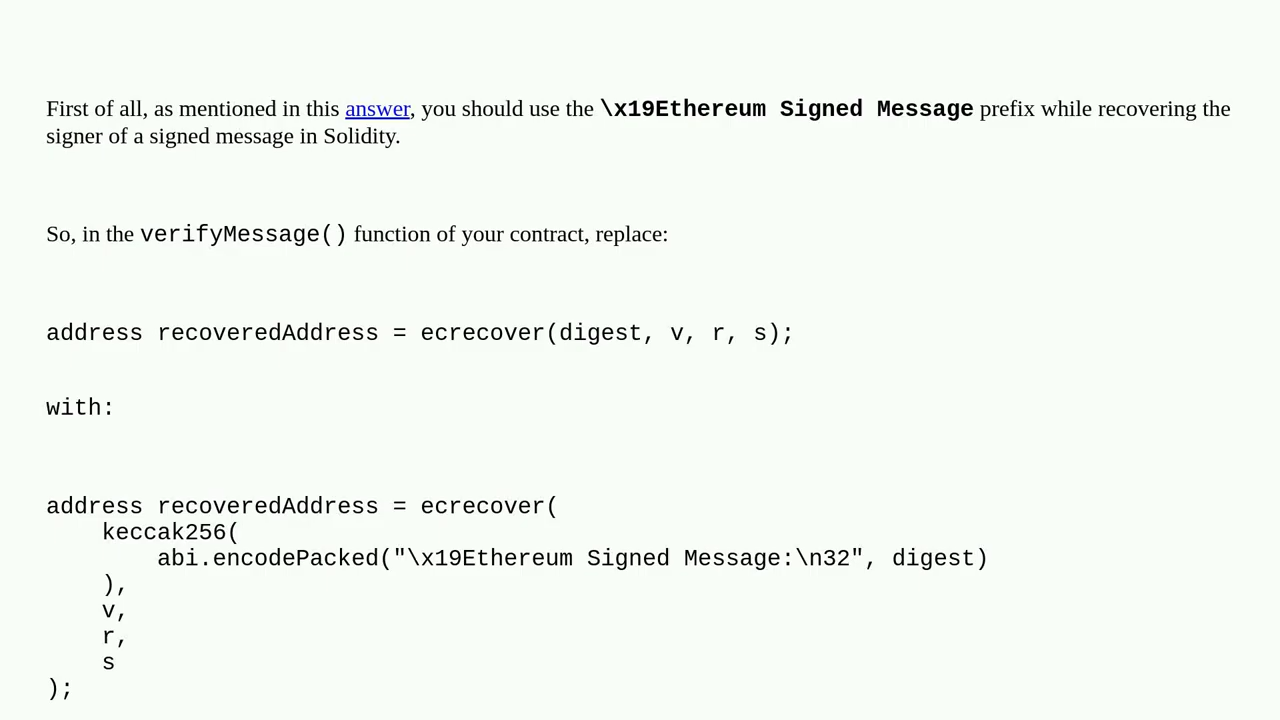 First of all, as mentioned in this answer, you should use the \x19Ethereum Signed Message prefix while recovering the
signer of a signed message in Solidity.
So, in the verifyMessage() function of your contract, replace:
address recoveredAddress = ecrecover(digest, v, r, s);
with:
address recoveredAddress = ecrecover(
    keccak256(
        abi.encodePacked("\x19Ethereum Signed Message:\n32", digest)
    ),
    v,
    r,
    s
);